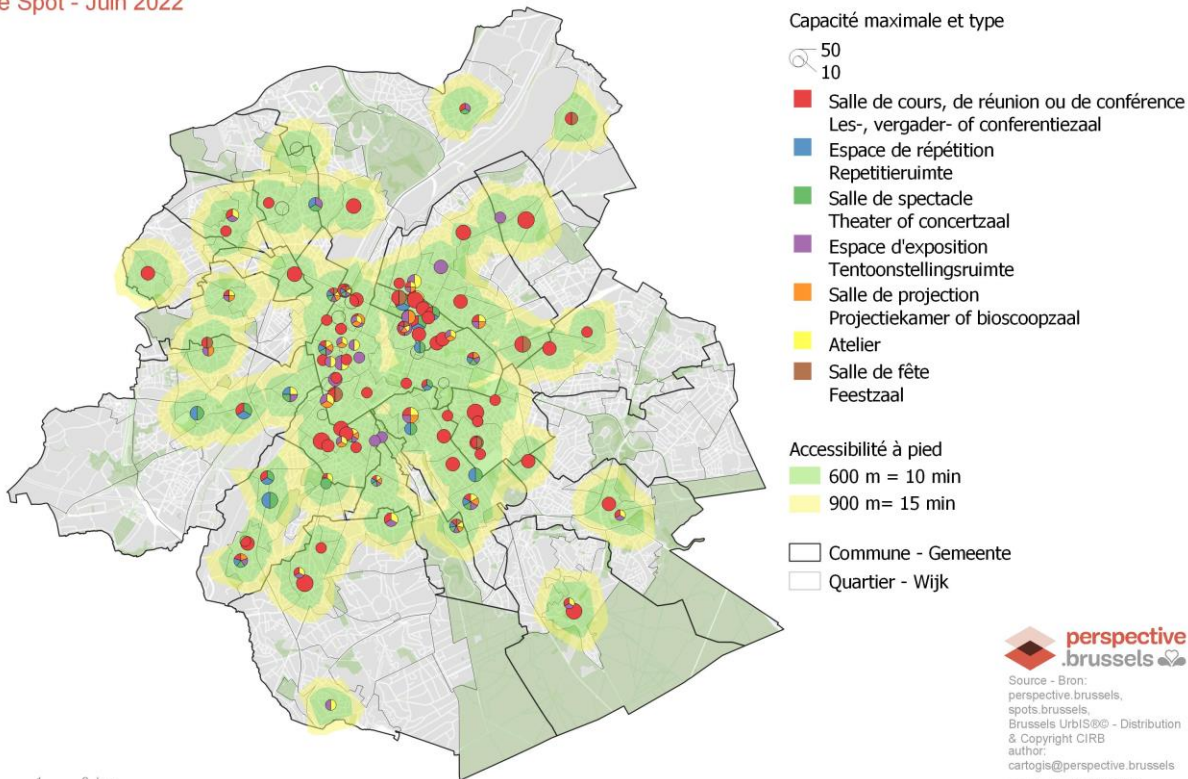 e Spot - Juin 2022
Capacité maximale et type
50
10
Salle de cours, de réunion ou de conférence
Les-, vergader- of conferentiezaal
Espace de répétition
Repetitieruimte
Salle de spectacle
Theater of concertzaal
Espace d'exposition
Tentoonstellingsruimte
Salle de projection
Projectiekamer of bioscoopzaal
Atelier
Salle de fête
Feestzaal
Accessibilité à pied
600 m = 10 min
900 m= 15 min
Commune - Gemeente
Quartier - Wijk
perspective
.brussels
Source - Bron:
perspective.brussels,
spots.brussels,
Brussels UrbIS®© - Distribution
& Copyright CIRB
author:
cartogis@perspective.brussels